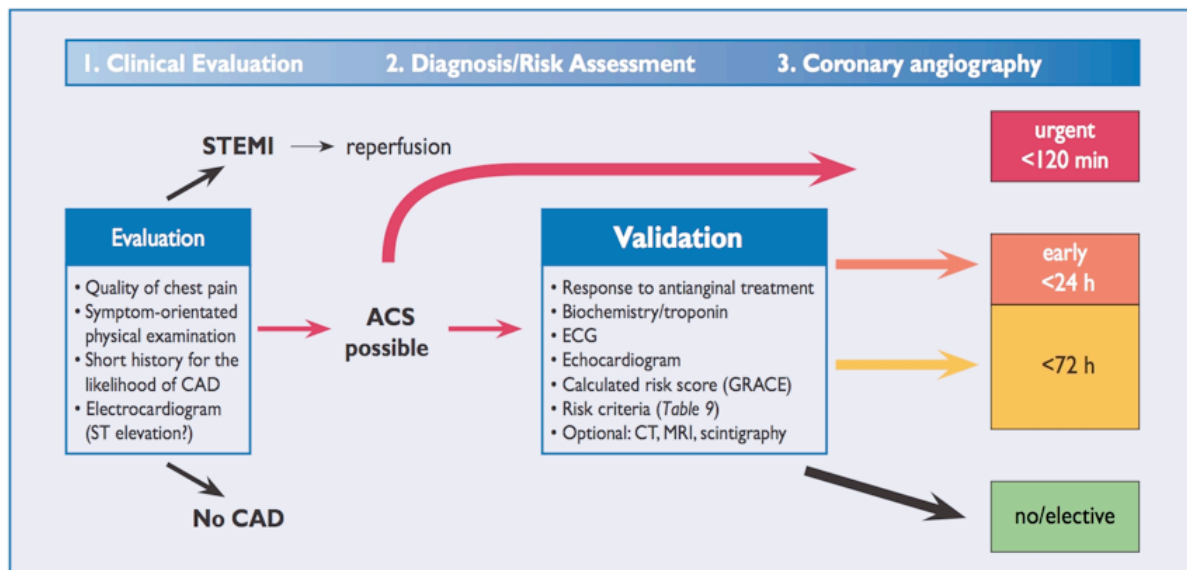 1. Clinical Evaluation 2. Diagnosis/Risk Assessment 3. Coronary angiography
STEMI
reperfusion
urgent
<120 min
Evaluation
• Quality of chest pain
• Symptom-orientated
physical examination
• Short history for the
likelihood of CAD
• Electrocardiogram
(ST elevation?)
ACS
possible
Validation
• Response to antianginal treatment
• Biochemistry/troponin
• ECG
• Echocardiogram
• Calculated risk score (GRACE)
• Risk criteria (Table 9)
• Optional: CT, MRI, scintigraphy
early
<24 h
<72 h
No CAD
no/elective